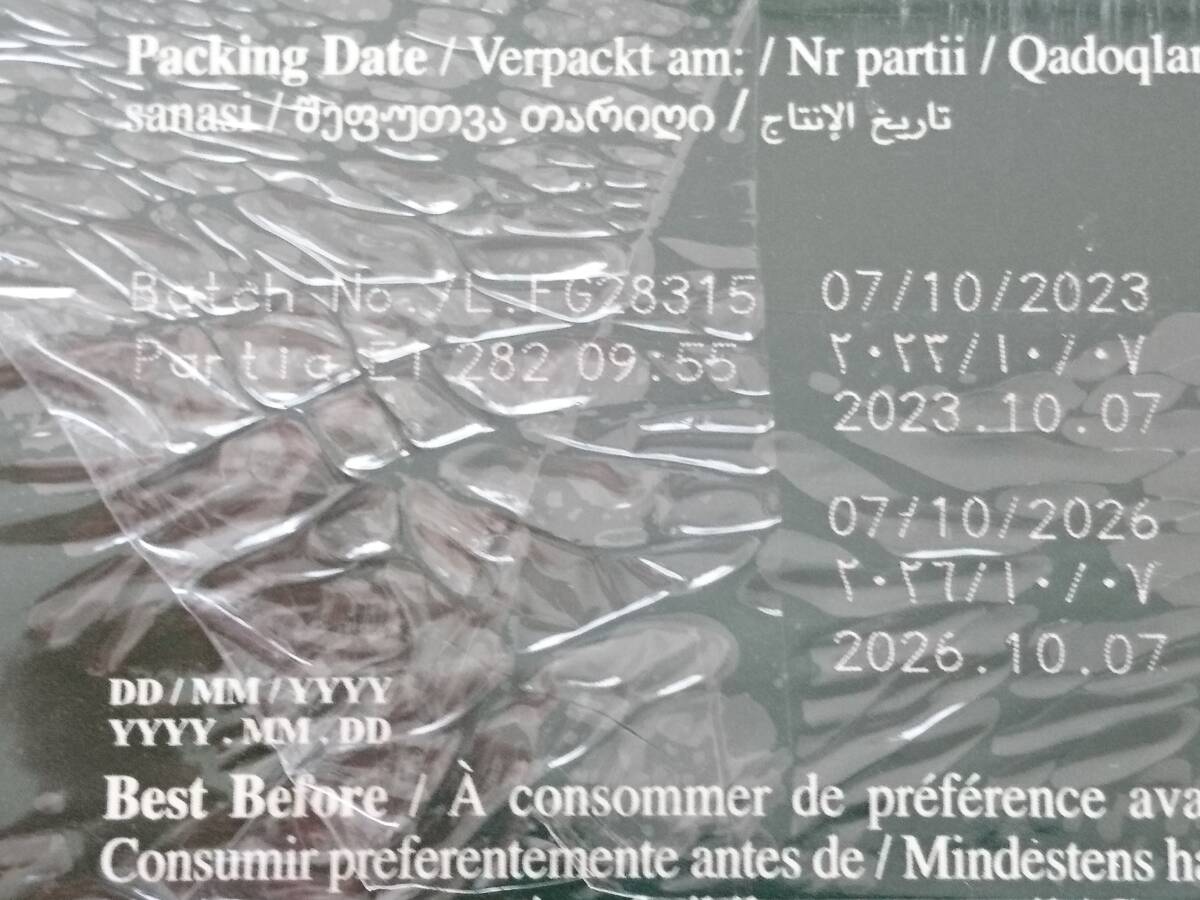 Packing Date / Verpackt am: / Nr partii / Qadoqlan
sanasi / შეფუთვა თარიღი / تاريخ الإنتاج
Batch No./L.:FG28315 07/10/2023
Partia E1 282 09:55 ٢٠٢٣/١٠/٠٧
2023.10.07
07/10/2026
٢٠٢٦/١٠/٠٧
2026.10.07
DD / MM / YYYY
YYYY . MM . DD
Best Before / À consommer de préférence ava
Consumir preferentemente antes de / Mindestens ha